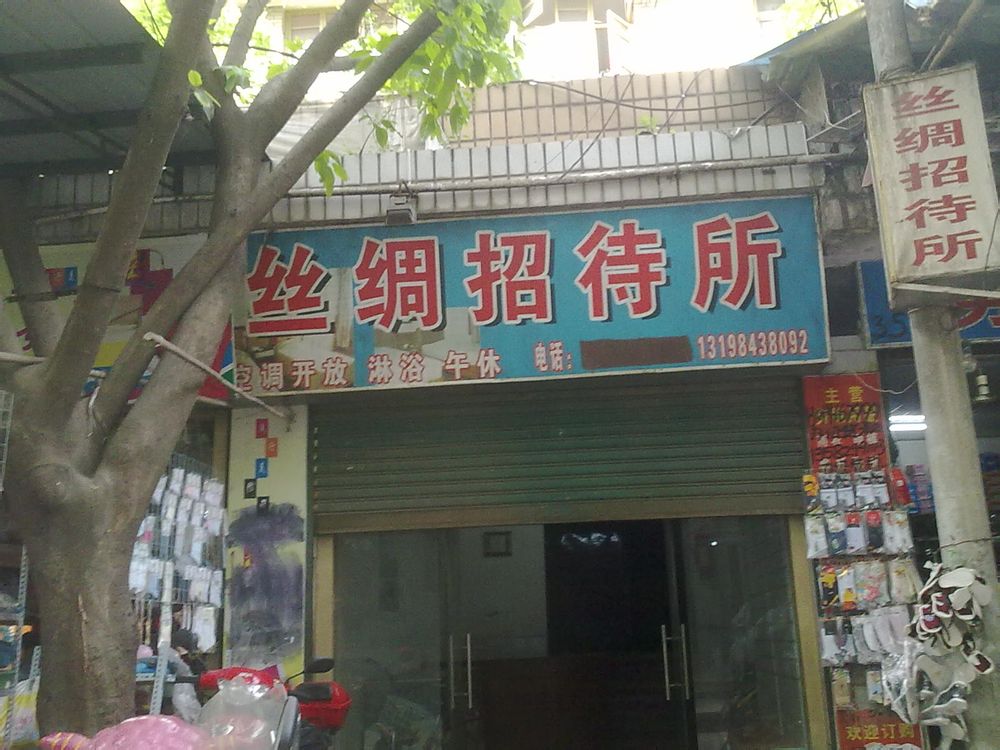 丝绸招待所
空调开放 淋浴 午休 电话: 13198438092
丝绸招待所
主营
欢迎订购
35